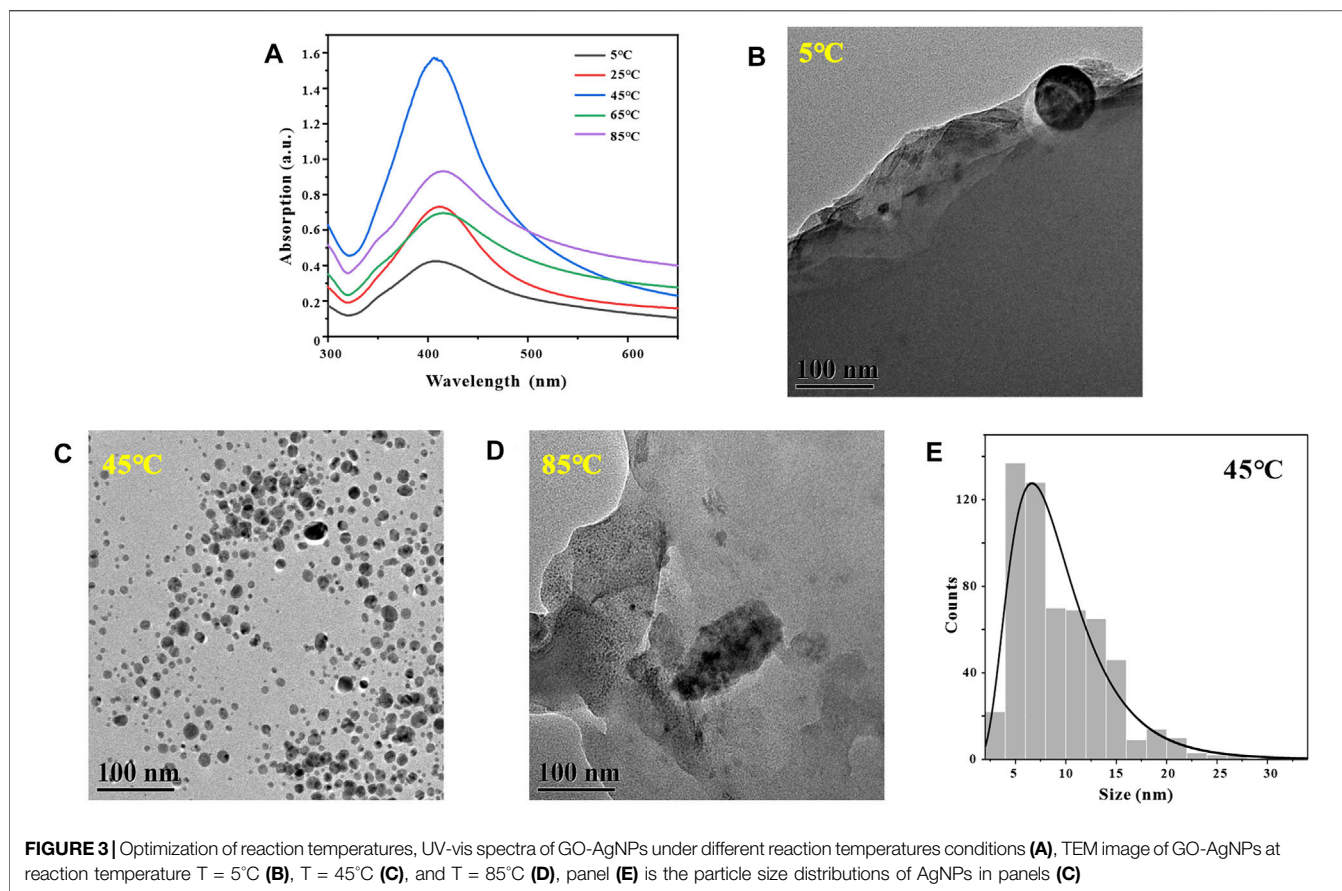 A
1.6
1.4
1.2
1.0
0.8
0.6
0.4
0.2
0
300
400
500
600
Absorption (a.u.)
Wavelength (nm)
5℃
25℃
45℃
65℃
85℃
B
5℃
100 nm
C
45℃
100 nm
D
85℃
100 nm
E
45℃
120
80
40
0
5
10
15
20
25
30
Counts
Size (nm)
FIGURE 3 | Optimization of reaction temperatures, UV-vis spectra of GO-AgNPs under different reaction temperatures conditions (A), TEM image of GO-AgNPs at
reaction temperature T = 5°C (B), T = 45°C (C), and T = 85°C (D), panel (E) is the particle size distributions of AgNPs in panels (C)